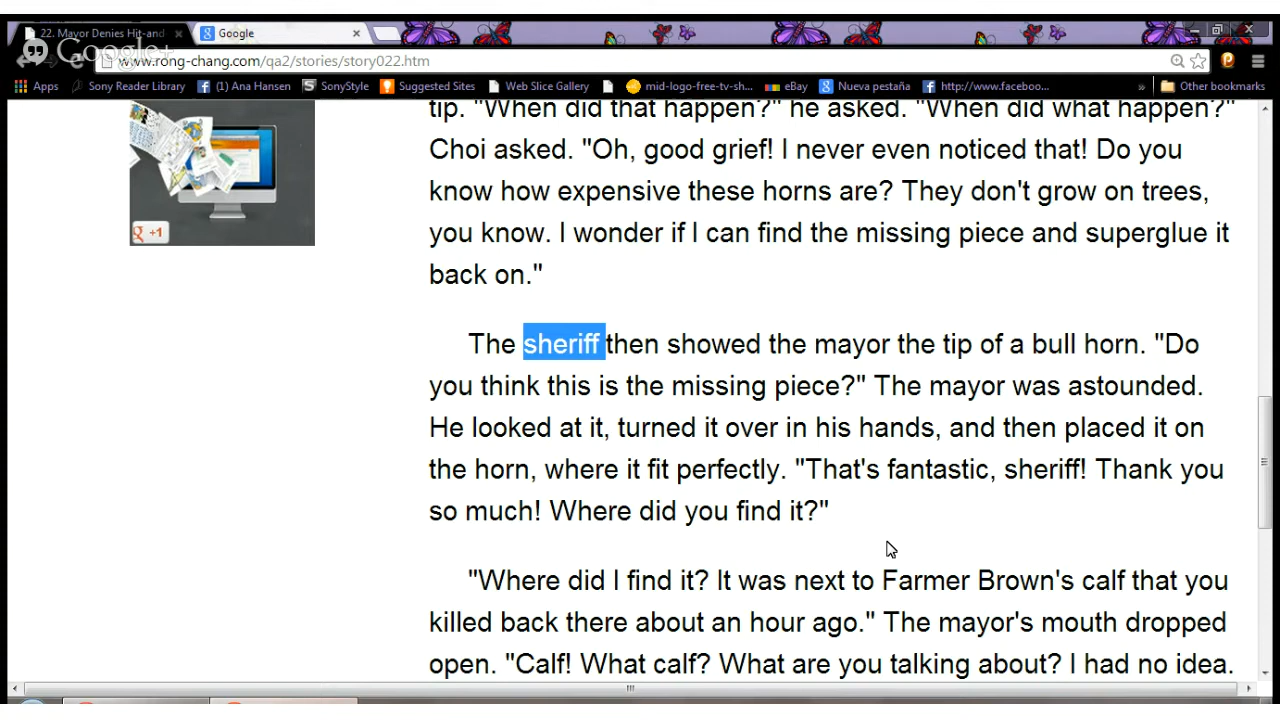 22. Mayor Denies Hit-and
Google
Google+
www.rong-chang.com/qa2/stories/story022.htm
Apps Sony Reader Library (1) Ana Hansen SonyStyle Suggested Sites Web Slice Gallery mid-logo-free-tv-sh... eBay Nueva pestaña http://www.faceboo... » Other bookmarks
+1
tip. "When did that happen?" he asked. "When did what happen?"
Choi asked. "Oh, good grief! I never even noticed that! Do you
know how expensive these horns are? They don't grow on trees,
you know. I wonder if I can find the missing piece and superglue it
back on."
The sheriff then showed the mayor the tip of a bull horn. "Do
you think this is the missing piece?" The mayor was astounded.
He looked at it, turned it over in his hands, and then placed it on
the horn, where it fit perfectly. "That's fantastic, sheriff! Thank you
so much! Where did you find it?"
"Where did I find it? It was next to Farmer Brown's calf that you
killed back there about an hour ago." The mayor's mouth dropped
open. "Calf! What calf? What are you talking about? I had no idea.